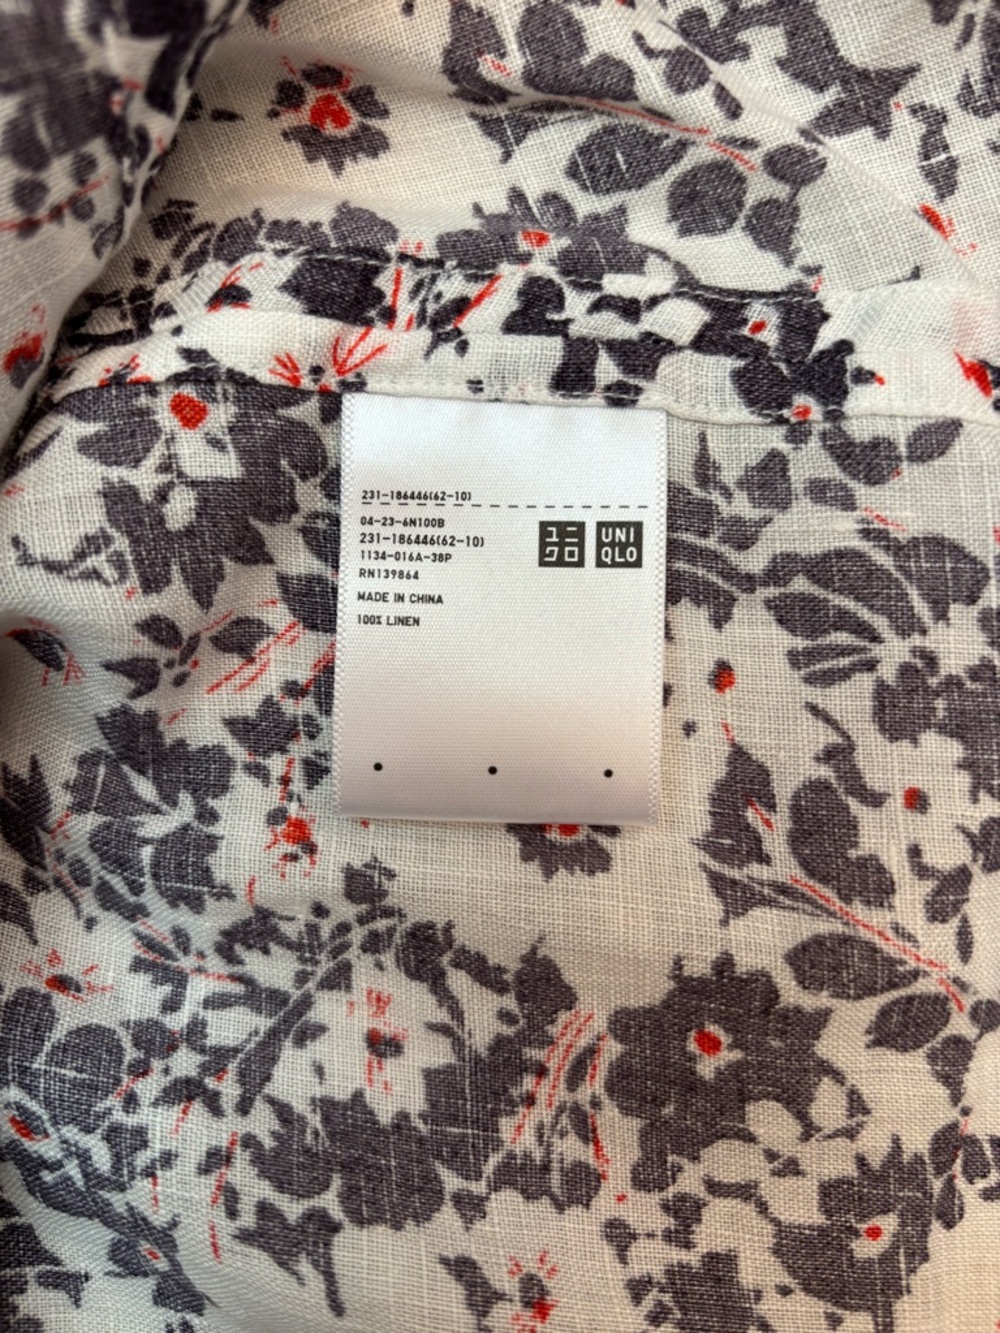 231-186446(62-10)
04-23-6N100B
231-186446(62-10)
1134-016A-38P
RN139864
MADE IN CHINA
100% LINEN
ユニ
クロ
UNI
QLO